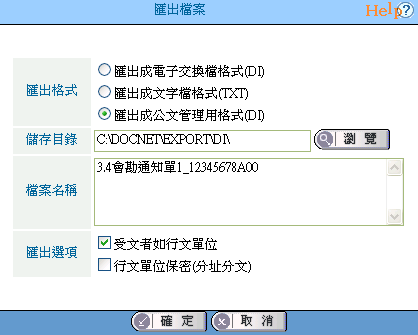 匯出檔案
Help?
匯出格式
匯出成電子交換檔格式(DI)
匯出成文字檔格式(TXT)
匯出成公文管理用格式(DI)
儲存目錄 C:\DOCNET\EXPORT\DI\ 瀏覽
檔案名稱 3.4會勘通知單1_12345678A00
匯出選項
受文者如行文單位
行文單位保密(分址分文)
確定 取消